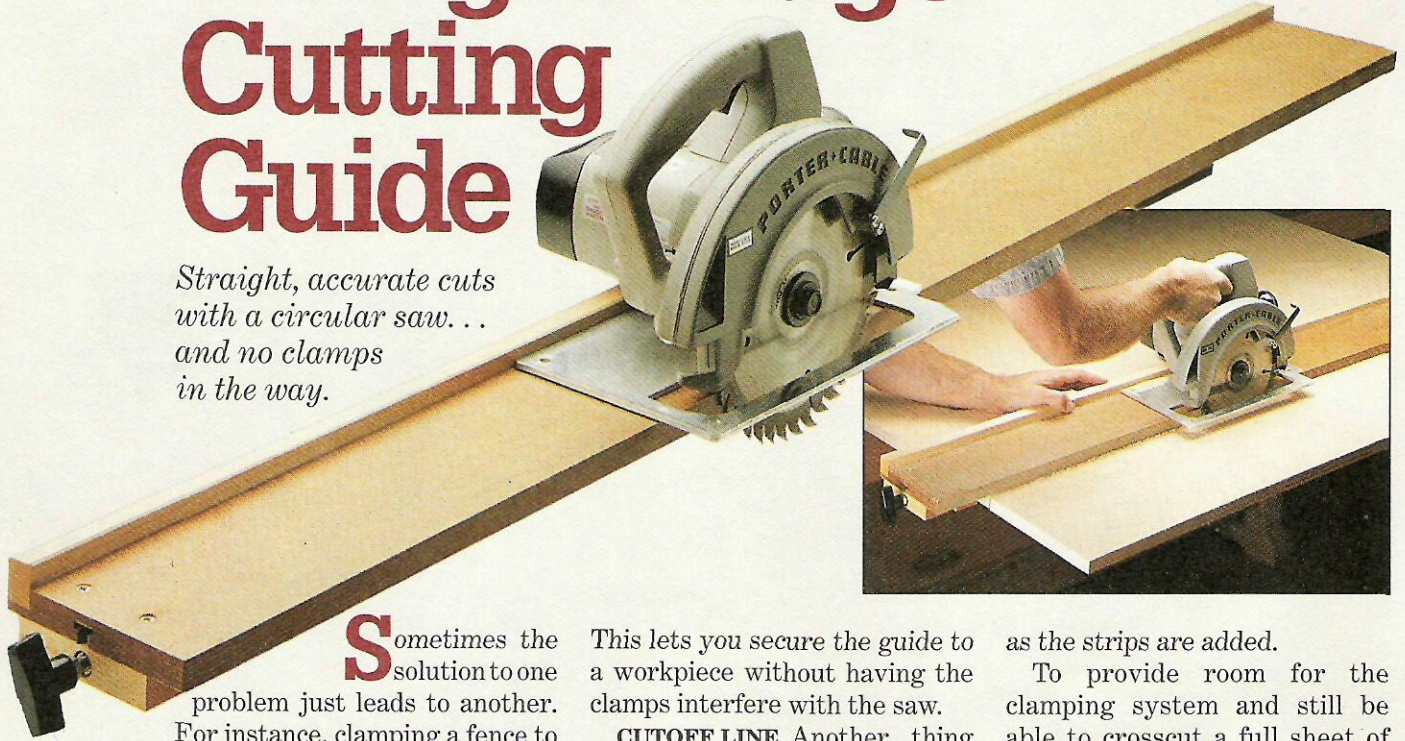 Cutting
Guide
Straight, accurate cuts
with a circular saw. . .
and no clamps
in the way.
PORTER+CABLE
PORTER+CABLE
Sometimes the
solution to one
problem just leads to another.
For instance, clamping a fence to
This lets you secure the guide to
a workpiece without having the
clamps interfere with the saw.
CUTOFF LINE. Another thing
as the strips are added.
To provide room for the
clamping system and still be
able to crosscut a full sheet of